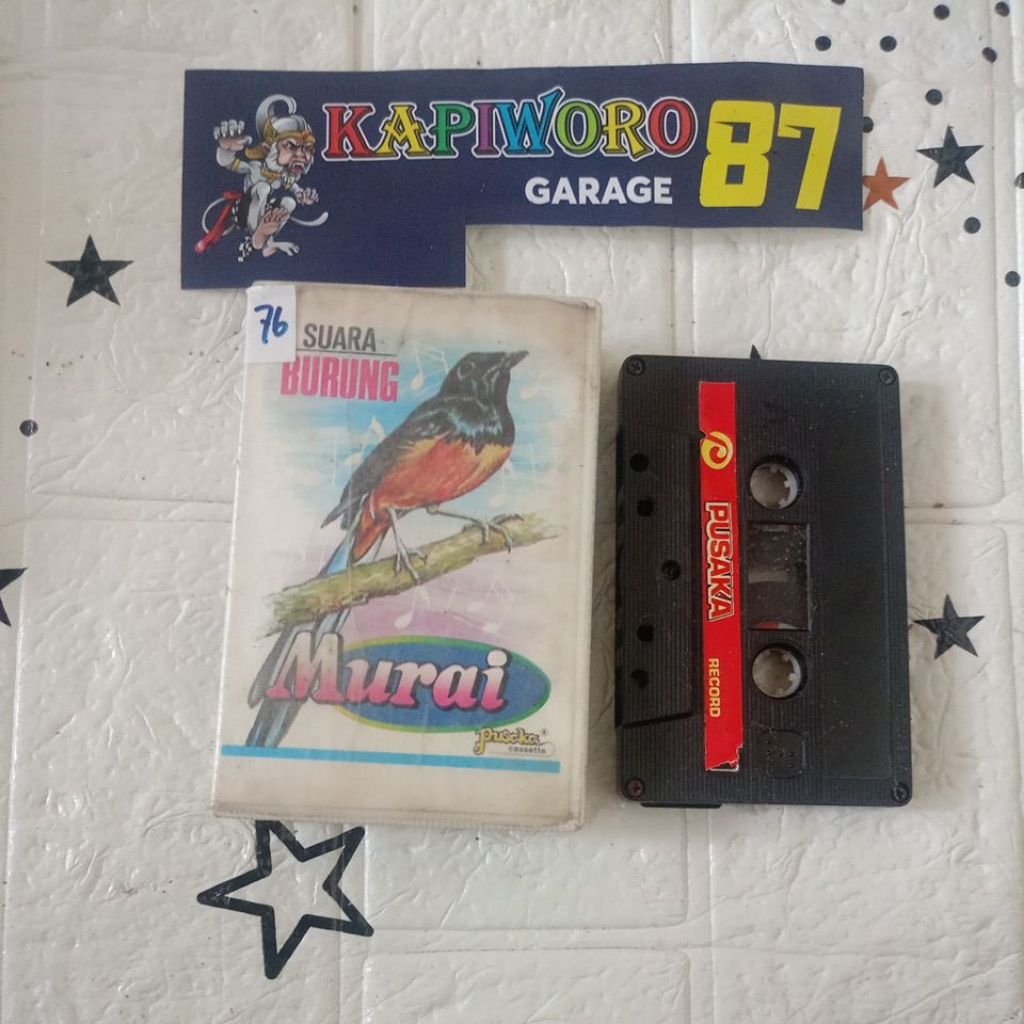 KAPIWORO 87
GARAGE
76
SUARA
BURUNG
Murai
pusaka
cassette
PUSAKA
RECORD